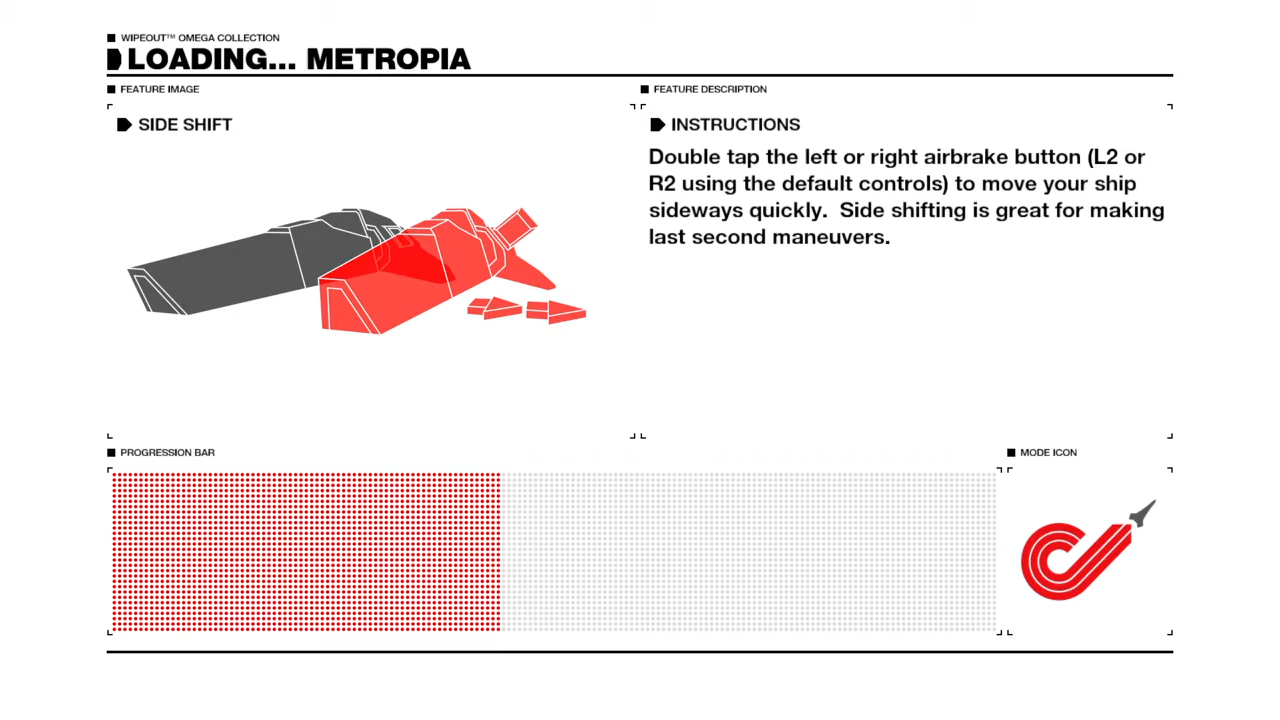 WIPEOUT™ OMEGA COLLECTION
LOADING... METROPIA
FEATURE IMAGE
SIDE SHIFT
FEATURE DESCRIPTION
INSTRUCTIONS
Double tap the left or right airbrake button (L2 or
R2 using the default controls) to move your ship
sideways quickly.  Side shifting is great for making
last second maneuvers.
PROGRESSION BAR
MODE ICON